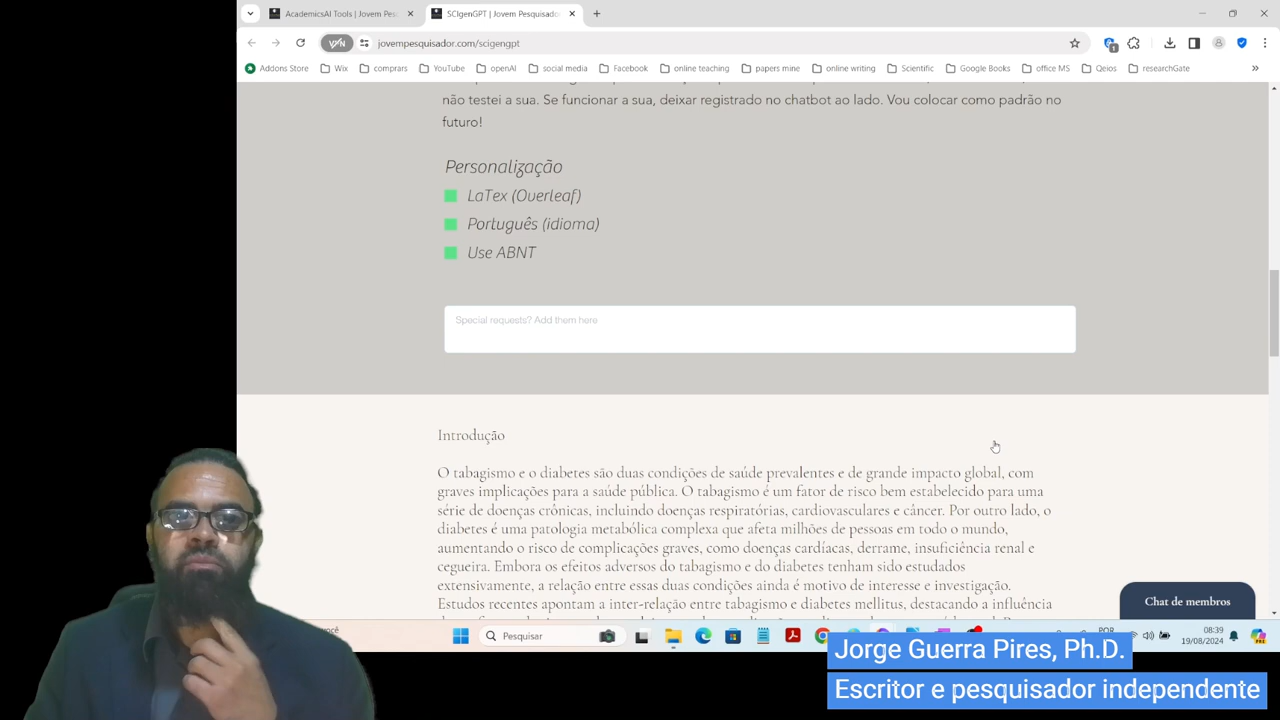 AcademicsAI Tools | Jovem Pes
SCIgenGPT | Jovem Pesquisado
VPN
jovempesquisador.com/scigengpt
1
Addons Store Wix comprars YouTube openAI social media Facebook online teaching papers mine online writing Scientific Google Books office MS Qeios researchGate »
não testei a sua. Se funcionar a sua, deixar registrado no chatbot ao lado. Vou colocar como padrão no
futuro!
Personalização
LaTex (Overleaf)
Português (idioma)
Use ABNT
Special requests? Add them here
Introdução
O tabagismo e o diabetes são duas condições de saúde prevalentes e de grande impacto global, com
graves implicações para a saúde pública. O tabagismo é um fator de risco bem estabelecido para uma
série de doenças crônicas, incluindo doenças respiratórias, cardiovasculares e câncer. Por outro lado, o
diabetes é uma patologia metabólica complexa que afeta milhões de pessoas em todo o mundo,
aumentando o risco de complicações graves, como doenças cardíacas, derrame, insuficiência renal e
cegueira. Embora os efeitos adversos do tabagismo e do diabetes tenham sido estudados
extensivamente, a relação entre essas duas condições ainda é motivo de interesse e investigação.
Estudos recentes apontam a inter-relação entre tabagismo e diabetes mellitus, destacando a influência
Chat de membros
Pesquisar
POR
08:39
19/08/2024
Jorge Guerra Pires, Ph.D.
Escritor e pesquisador independente